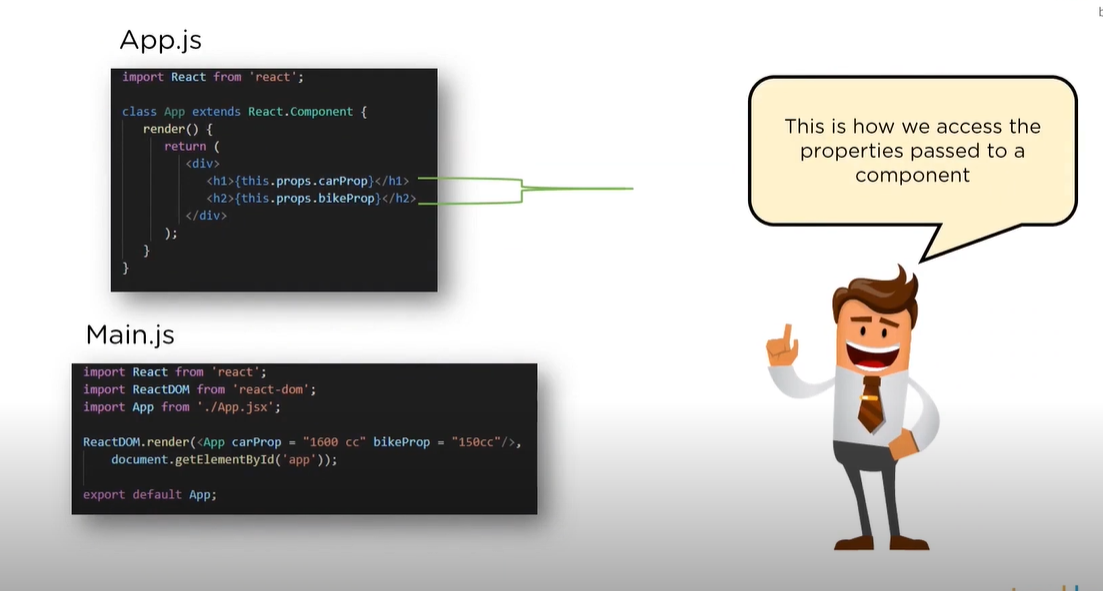 App.js
import React from 'react';
class App extends React.Component {
render() {
return (
<div>
<h1>{this.props.carProp}</h1>
<h2>{this.props.bikeProp}</h2>
</div>
);
}
}
This is how we access the
properties passed to a
component
Main.js
import React from 'react';
import ReactDOM from 'react-dom';
import App from './App.jsx';
ReactDOM.render(<App carProp = "1600 cc" bikeProp = "150cc"/>,
document.getElementById('app'));
export default App;